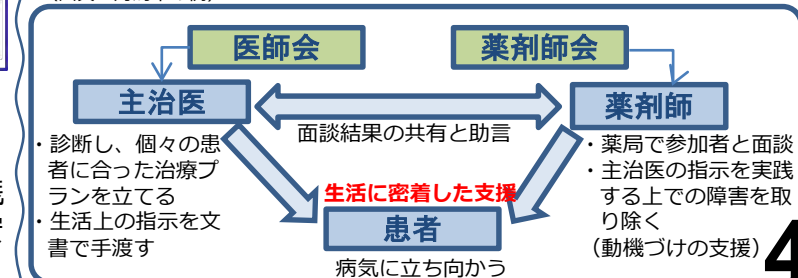 医師会
薬剤師会
主治医
薬剤師
面談結果の共有と助言
・診断し、個々の患
者に合った治療プ
ランを立てる
・生活上の指示を文
書で手渡す
・薬局で参加者と面談
・主治医の指示を実践
する上での障害を取
り除く
(動機づけの支援)
生活に密着した支援
患者
病気に立ち向かう
4